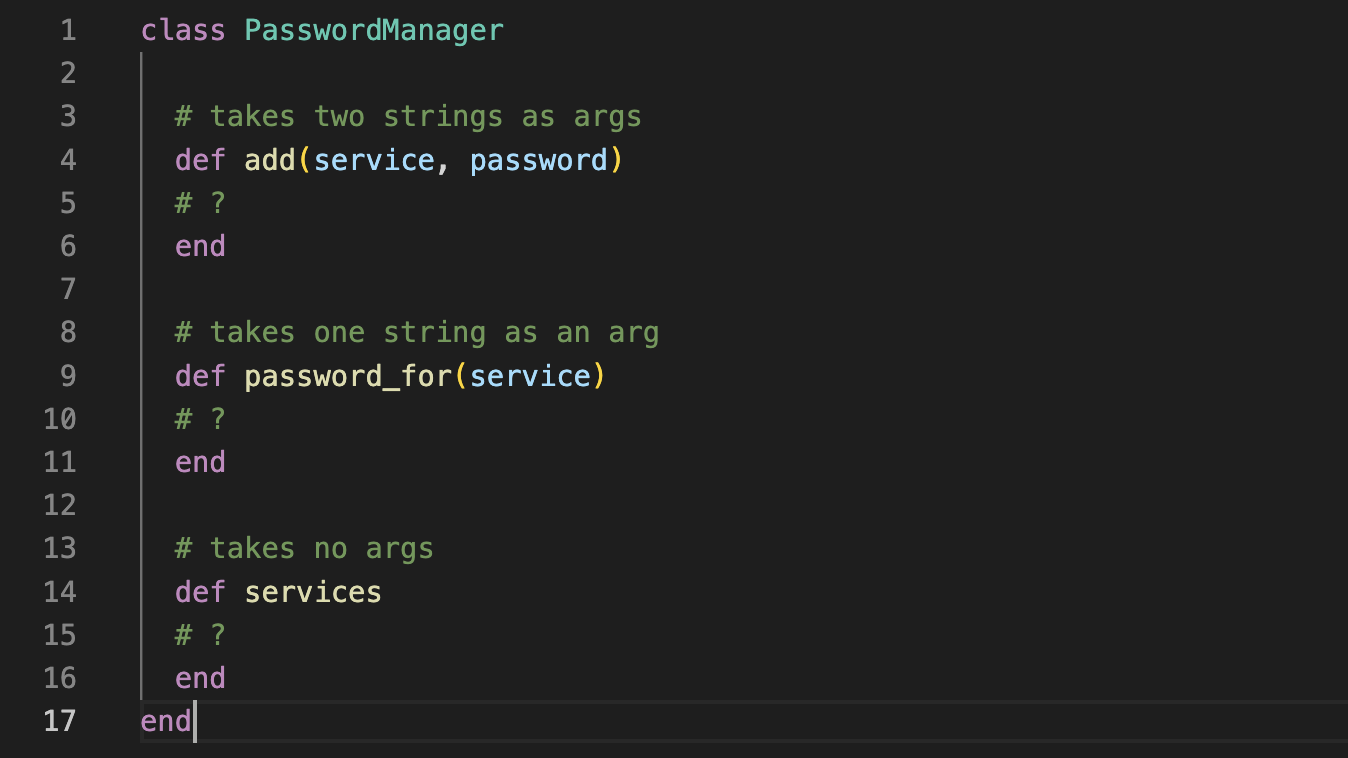 1 class PasswordManager
2
3 # takes two strings as args
4 def add(service, password)
5 # ?
6 end
7
8 # takes one string as an arg
9 def password_for(service)
10 # ?
11 end
12
13 # takes no args
14 def services
15 # ?
16 end
17 end